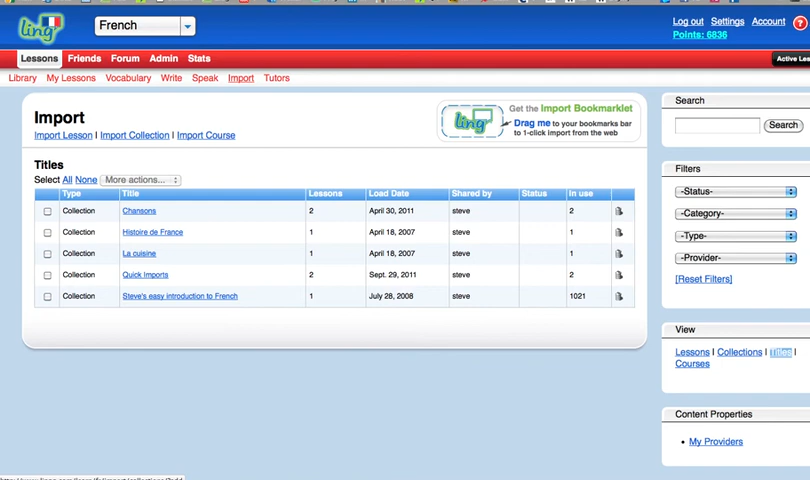 ling
French
Log out Settings Account ?
Points: 6836
Lessons Friends Forum Admin Stats
Active Les
Library My Lessons Vocabulary Write Speak Import Tutors
Import
Import Lesson | Import Collection | Import Course
ling
Get the Import Bookmarklet
Drag me to your bookmarks bar
to 1-click import from the web
Titles
Select All None More actions...
Type Title Lessons Load Date Shared by Status In use
Collection Chansons 2 April 30, 2011 steve 2
Collection Histoire de France 1 April 18, 2007 steve 1
Collection La cuisine 1 April 18, 2007 steve 1
Collection Quick Imports 2 Sept. 29, 2011 steve 2
Collection Steve's easy introduction to French 1 July 28, 2008 steve 1021
Search
Search
Filters
-Status-
-Category-
-Type-
-Provider-
[Reset Filters]
View
Lessons | Collections | Titles |
Courses
Content Properties
• My Providers